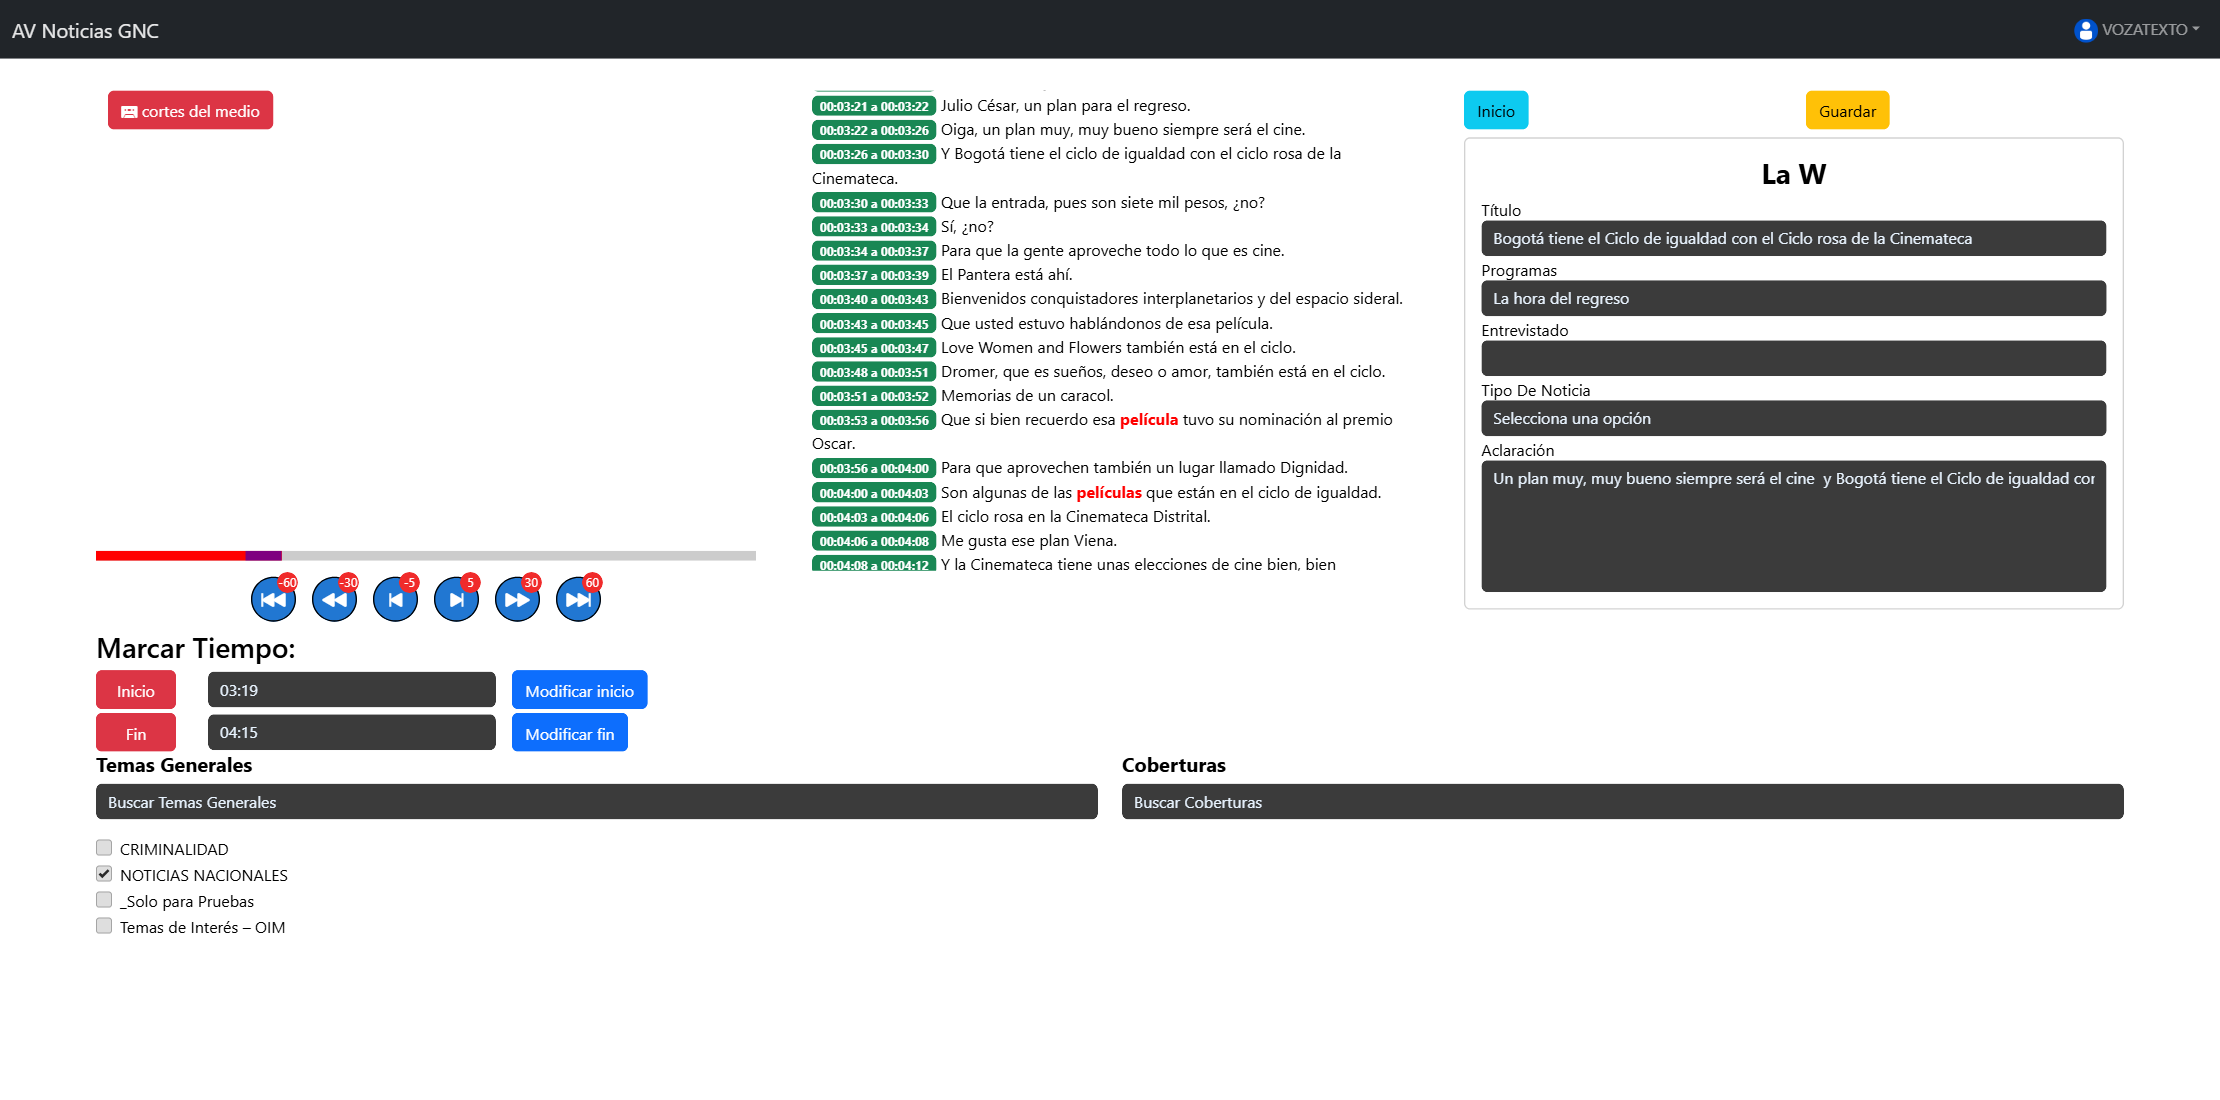 AV Noticias GNC
VOZATEXTO
cortes del medio
00:03:21 a 00:03:22 Julio César, un plan para el regreso.
00:03:22 a 00:03:26 Oiga, un plan muy, muy bueno siempre será el cine.
00:03:26 a 00:03:30 Y Bogotá tiene el ciclo de igualdad con el ciclo rosa de la
Cinemateca.
00:03:30 a 00:03:33 Que la entrada, pues son siete mil pesos, ¿no?
00:03:33 a 00:03:34 Sí, ¿no?
00:03:34 a 00:03:37 Para que la gente aproveche todo lo que es cine.
00:03:37 a 00:03:39 El Pantera está ahí.
00:03:40 a 00:03:43 Bienvenidos conquistadores interplanetarios y del espacio sideral.
00:03:43 a 00:03:45 Que usted estuvo hablándonos de esa película.
00:03:45 a 00:03:47 Love Women and Flowers también está en el ciclo.
00:03:48 a 00:03:51 Dromer, que es sueños, deseo o amor, también está en el ciclo.
00:03:51 a 00:03:52 Memorias de un caracol.
00:03:53 a 00:03:56 Que si bien recuerdo esa película tuvo su nominación al premio
Oscar.
00:03:56 a 00:04:00 Para que aprovechen también un lugar llamado Dignidad.
00:04:00 a 00:04:03 Son algunas de las películas que están en el ciclo de igualdad.
00:04:03 a 00:04:06 El ciclo rosa en la Cinemateca Distrital.
00:04:06 a 00:04:08 Me gusta ese plan Viena.
00:04:08 a 00:04:12 Y la Cinemateca tiene unas elecciones de cine bien, bien
Inicio
Guardar
La W
Título
Bogotá tiene el Ciclo de igualdad con el Ciclo rosa de la Cinemateca
Programas
La hora del regreso
Entrevistado
Tipo De Noticia
Selecciona una opción
Aclaración
Un plan muy, muy bueno siempre será el cine  y Bogotá tiene el Ciclo de igualdad cor
-60
-30
-5
5
30
60
Marcar Tiempo:
Inicio 03:19 Modificar inicio
Fin 04:15 Modificar fin
Temas Generales
Buscar Temas Generales
CRIMINALIDAD
NOTICIAS NACIONALES
_Solo para Pruebas
Temas de Interés – OIM
Coberturas
Buscar Coberturas